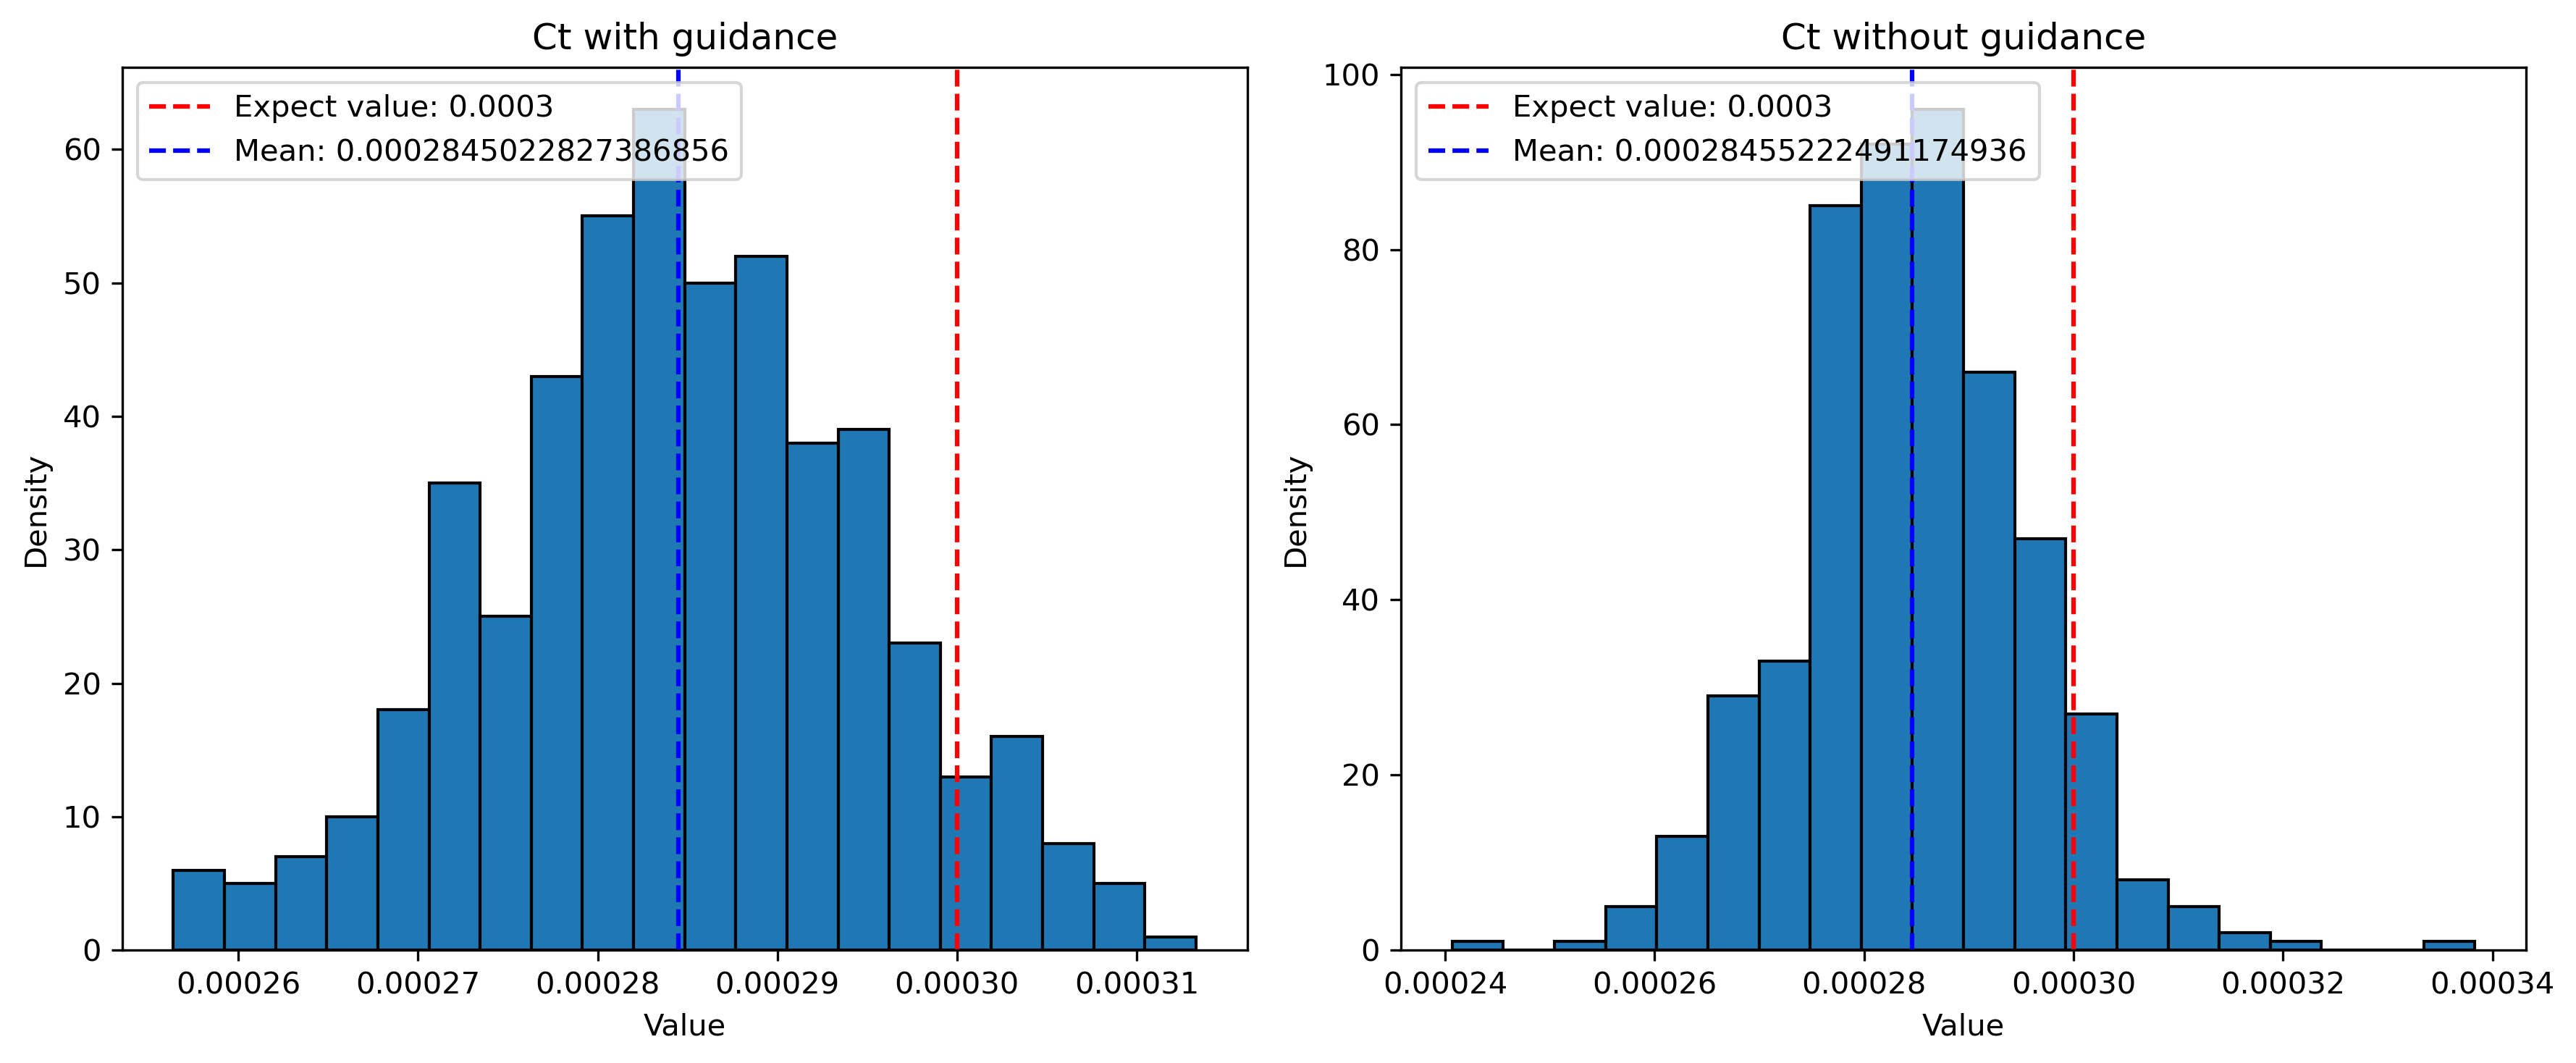 Ct with guidance
Expect value: 0.0003
Mean: 0.0002845022827386856
60
50
40
30
20
10
0
Density
0.00026 0.00027 0.00028 0.00029 0.00030 0.00031
Value
Ct without guidance
Expect value: 0.0003
Mean: 0.00028455222491174936
100
80
60
40
20
0
Density
0.00024 0.00026 0.00028 0.00030 0.00032 0.00034
Value